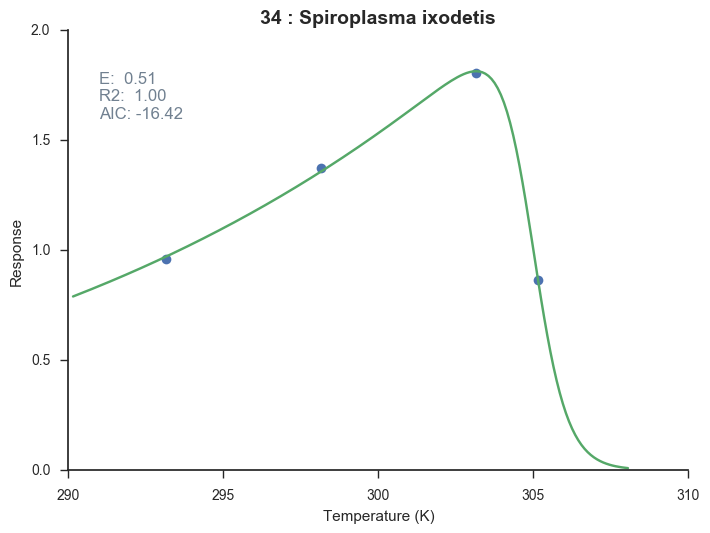 34 : Spiroplasma ixodetis
E: 0.51
R2: 1.00
AIC: -16.42
2.0
1.5
1.0
0.5
0.0
Response
290 295 300 305 310
Temperature (K)